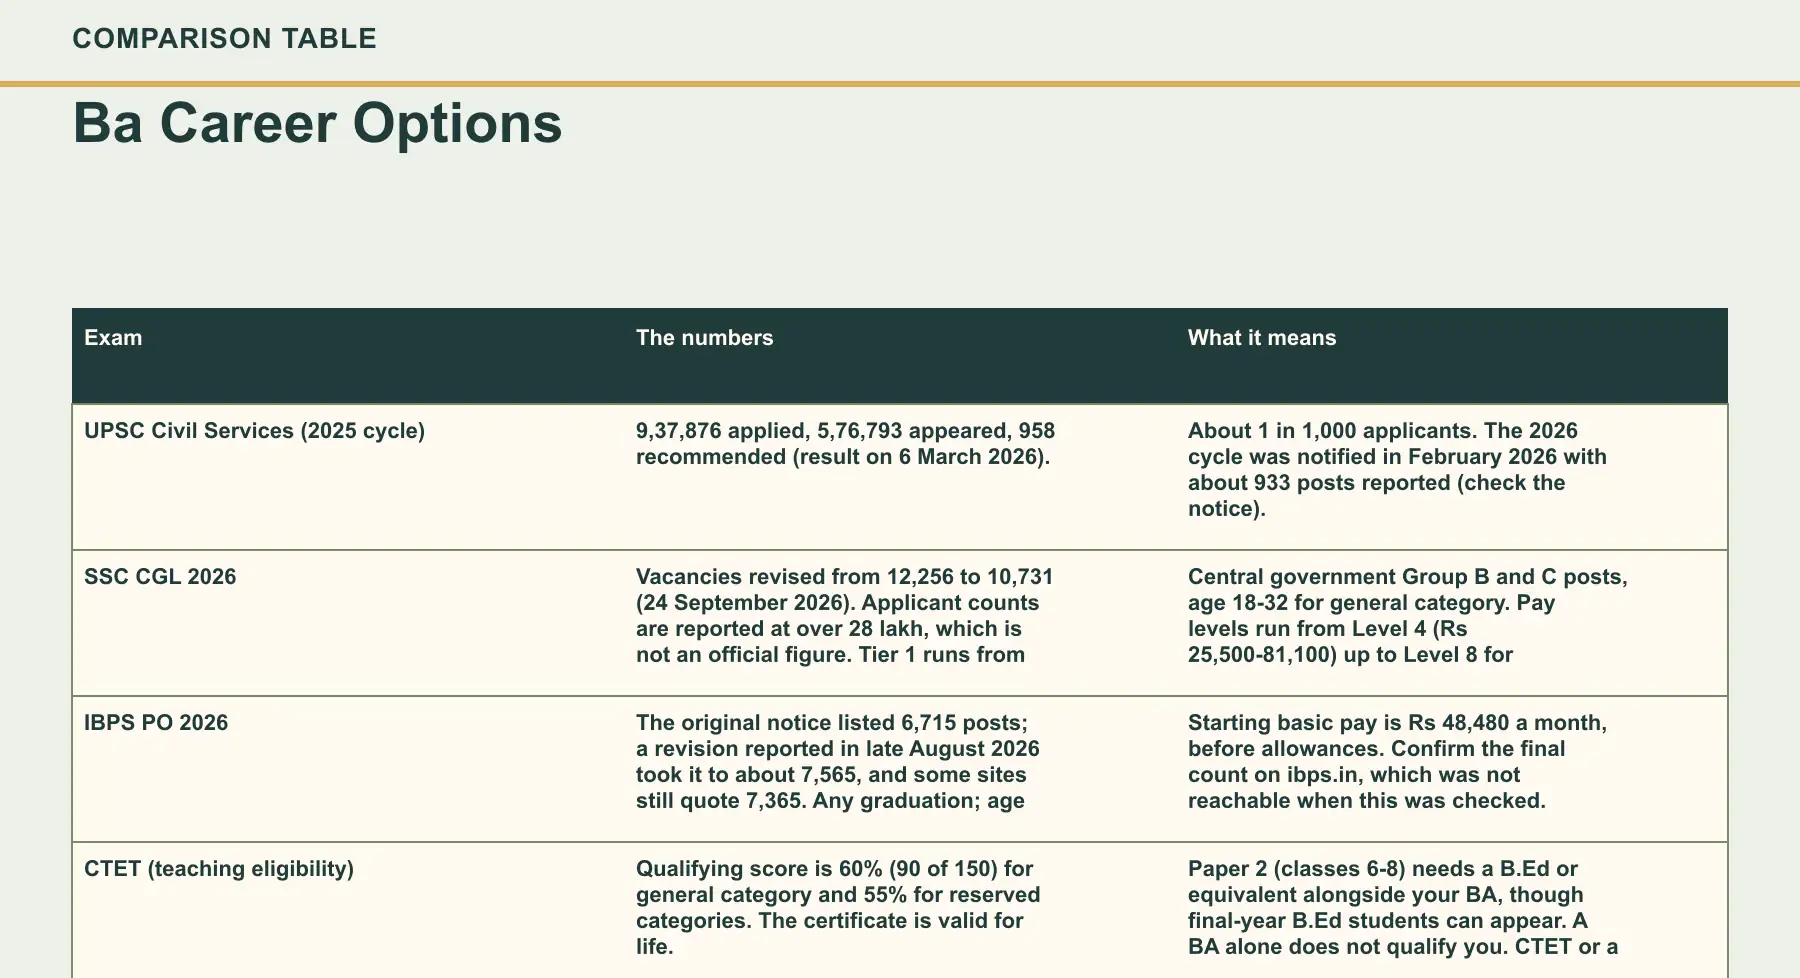 COMPARISON TABLE
Ba Career Options
Exam
The numbers
What it means
UPSC Civil Services (2025 cycle)
9,37,876 applied, 5,76,793 appeared, 958
recommended (result on 6 March 2026).
About 1 in 1,000 applicants. The 2026
cycle was notified in February 2026 with
about 933 posts reported (check the
notice).
SSC CGL 2026
Vacancies revised from 12,256 to 10,731
(24 September 2026). Applicant counts
are reported at over 28 lakh, which is
not an official figure. Tier 1 runs from
Central government Group B and C posts,
age 18-32 for general category. Pay
levels run from Level 4 (Rs
25,500-81,100) up to Level 8 for
IBPS PO 2026
The original notice listed 6,715 posts;
a revision reported in late August 2026
took it to about 7,565, and some sites
still quote 7,365. Any graduation; age
Starting basic pay is Rs 48,480 a month,
before allowances. Confirm the final
count on ibps.in, which was not
reachable when this was checked.
CTET (teaching eligibility)
Qualifying score is 60% (90 of 150) for
general category and 55% for reserved
categories. The certificate is valid for
life.
Paper 2 (classes 6-8) needs a B.Ed or
equivalent alongside your BA, though
final-year B.Ed students can appear. A
BA alone does not qualify you. CTET or a